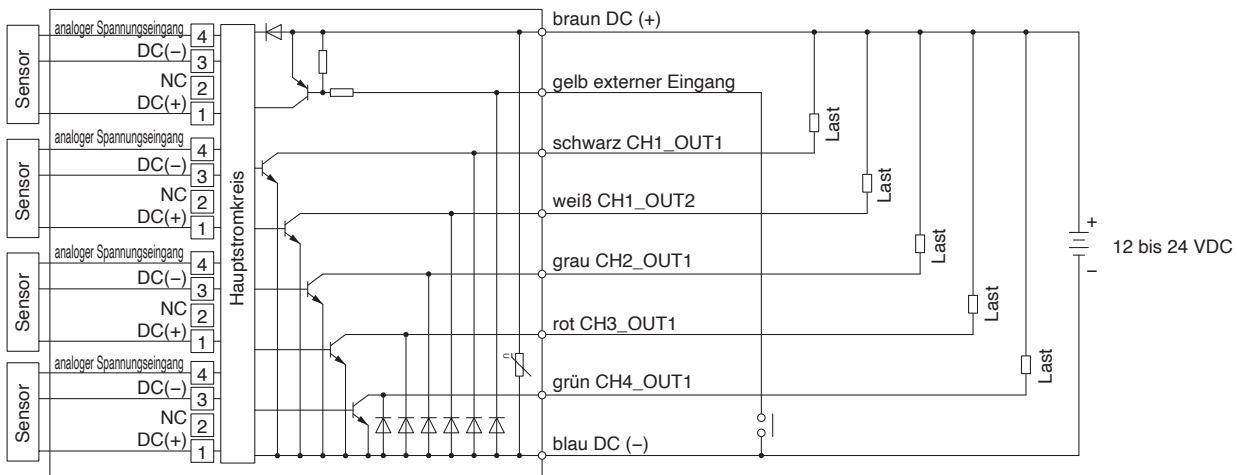 Sensor
analoger Spannungseingang 4
DC(−) 3
NC 2
DC(+) 1
Sensor
analoger Spannungseingang 4
DC(−) 3
NC 2
DC(+) 1
Sensor
analoger Spannungseingang 4
DC(−) 3
NC 2
DC(+) 1
Sensor
analoger Spannungseingang 4
DC(−) 3
NC 2
DC(+) 1
Hauptstromkreis
U
braun DC (+)
gelb externer Eingang
schwarz CH1_OUT1
weiß CH1_OUT2
grau CH2_OUT1
rot CH3_OUT1
grün CH4_OUT1
blau DC (−)
Last
Last
Last
Last
Last
+
−
12 bis 24 VDC